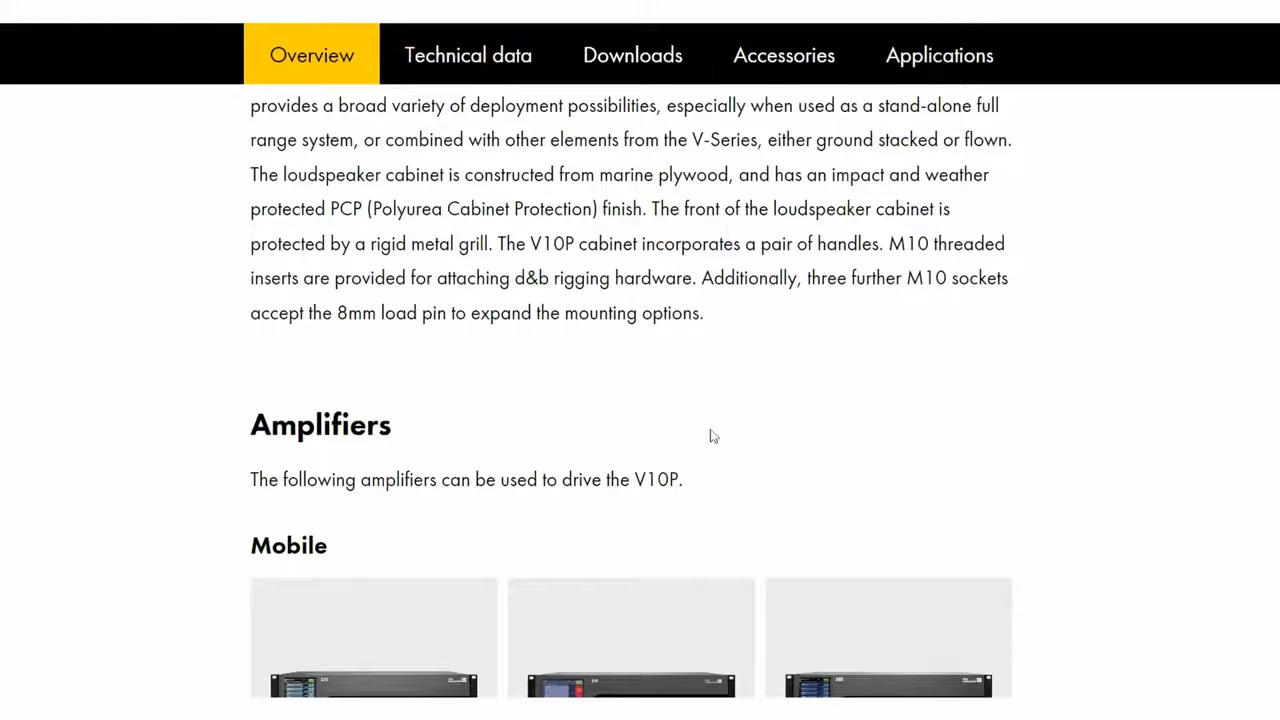 Overview
Technical data
Downloads
Accessories
Applications
provides a broad variety of deployment possibilities, especially when used as a stand-alone full
range system, or combined with other elements from the V-Series, either ground stacked or flown.
The loudspeaker cabinet is constructed from marine plywood, and has an impact and weather
protected PCP (Polyurea Cabinet Protection) finish. The front of the loudspeaker cabinet is
protected by a rigid metal grill. The V10P cabinet incorporates a pair of handles. M10 threaded
inserts are provided for attaching d&b rigging hardware. Additionally, three further M10 sockets
accept the 8mm load pin to expand the mounting options.
Amplifiers
The following amplifiers can be used to drive the V10P.
Mobile